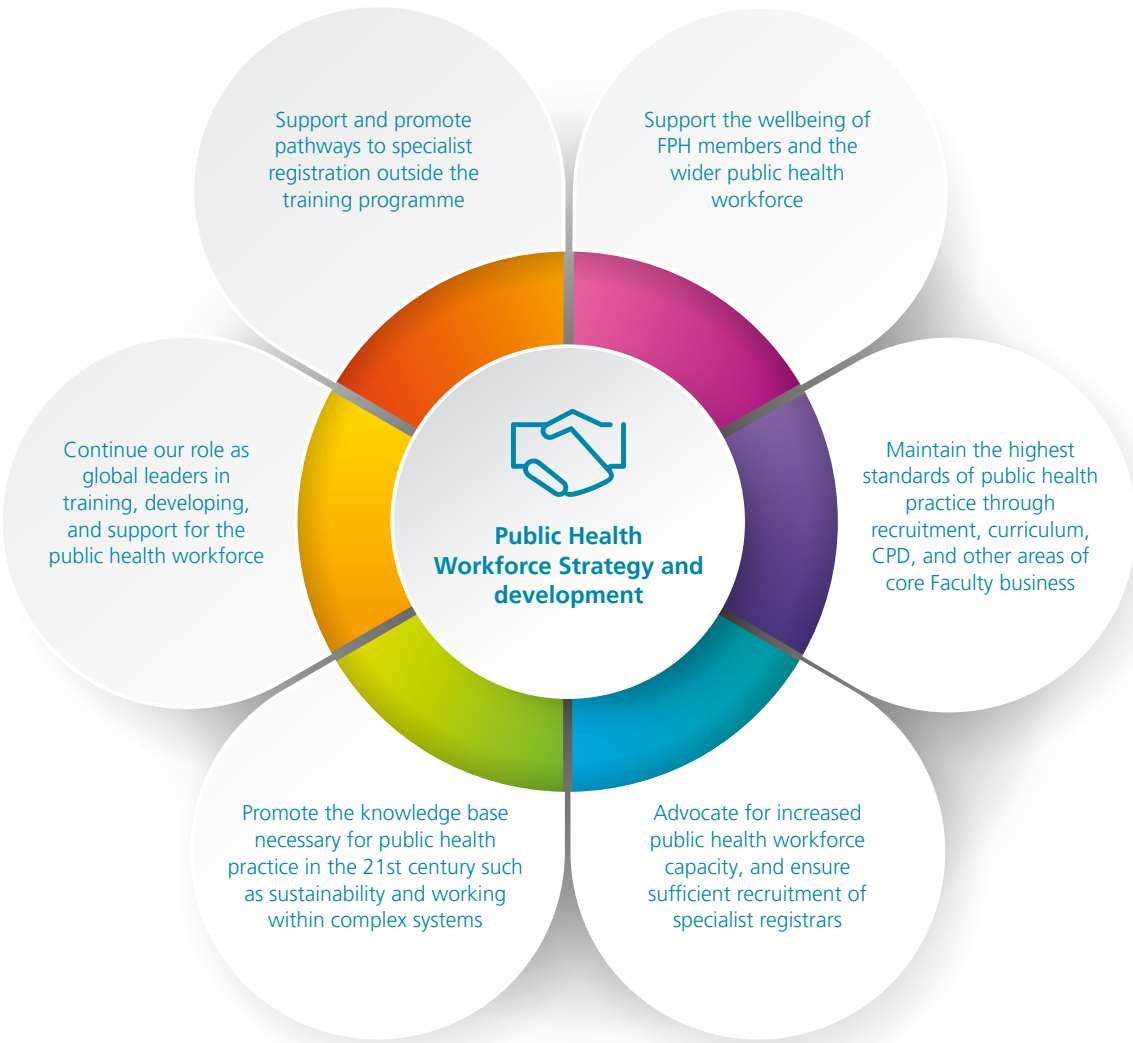 Support and promote
pathways to specialist
registration outside the
training programme
Support the wellbeing of
FPH members and the
wider public health
workforce
Continue our role as
global leaders in
training, developing,
and support for the
public health workforce
Public Health
Workforce Strategy and
development
Maintain the highest
standards of public health
practice through
recruitment, curriculum,
CPD, and other areas of
core Faculty business
Promote the knowledge base
necessary for public health
practice in the 21st century such
as sustainability and working
within complex systems
Advocate for increased
public health workforce
capacity, and ensure
sufficient recruitment of
specialist registrars